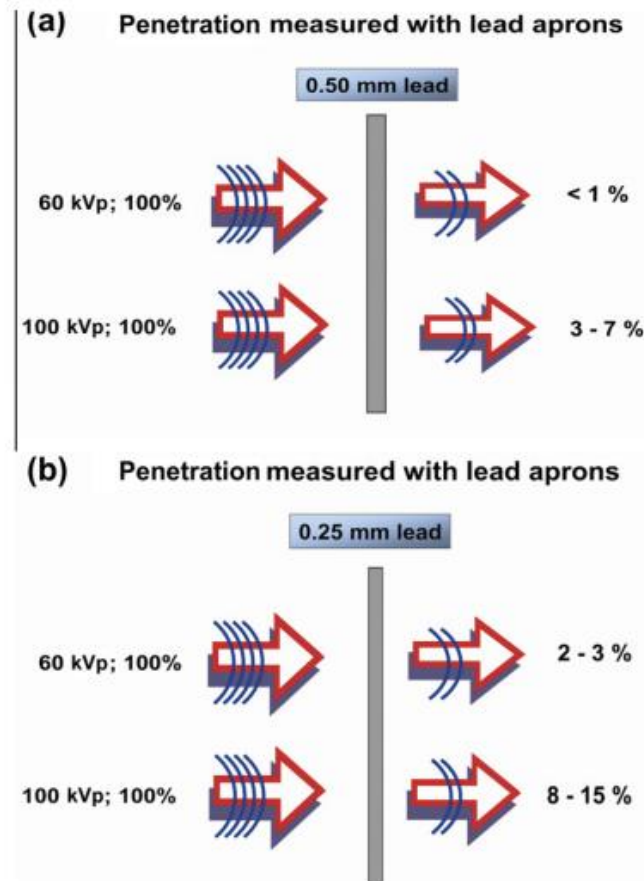 (a) Penetration measured with lead aprons
0.50 mm lead
60 kVp; 100% < 1 %
100 kVp; 100% 3 - 7 %
(b) Penetration measured with lead aprons
0.25 mm lead
60 kVp; 100% 2 - 3 %
100 kVp; 100% 8 - 15 %